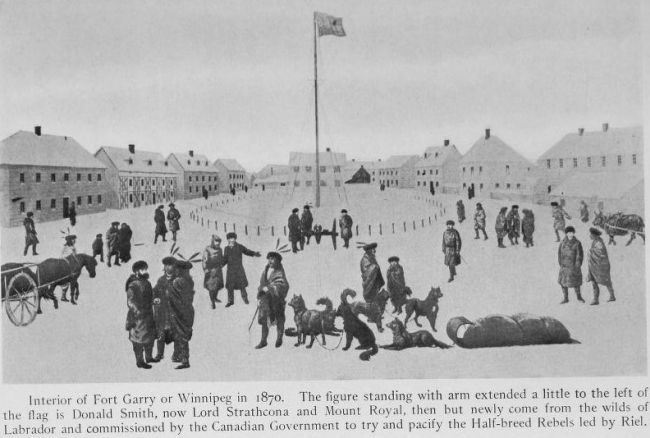 Interior of Fort Garry or Winnipeg in 1870. The figure standing with arm extended a little to the left of
the flag is Donald Smith, now Lord Strathcona and Mount Royal, then but newly come from the wilds of
Labrador and commissioned by the Canadian Government to try and pacify the Half-breed Rebels led by Riel.